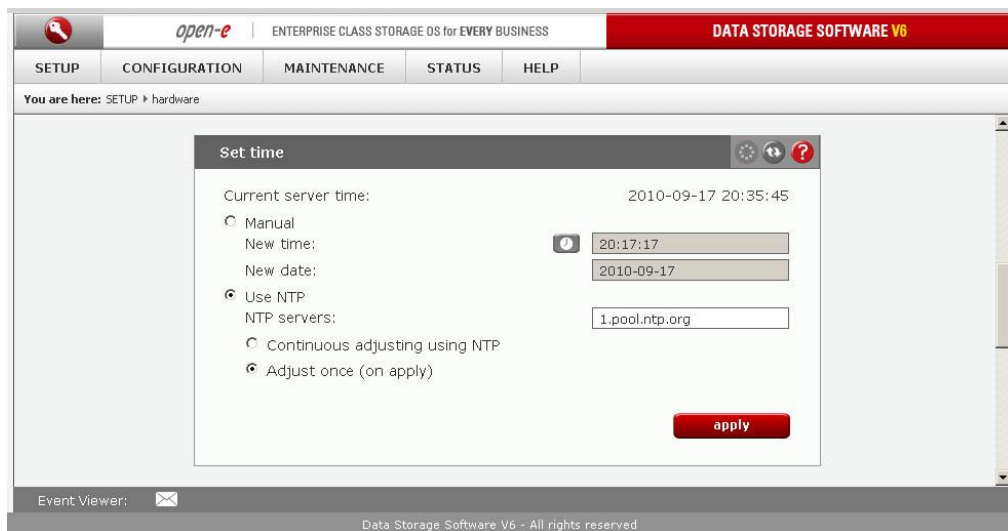 open-e ENTERPRISE CLASS STORAGE OS for EVERY BUSINESS DATA STORAGE SOFTWARE V6
SETUP CONFIGURATION MAINTENANCE STATUS HELP
You are here: SETUP hardware
Set time
Current server time: 2010-09-17 20:35:45
Manual
New time: 20:17:17
New date: 2010-09-17
Use NTP
NTP servers: 1.pool.ntp.org
Continuous adjusting using NTP
Adjust once (on apply)
apply
Event Viewer:
Data Storage Software V6 - All rights reserved